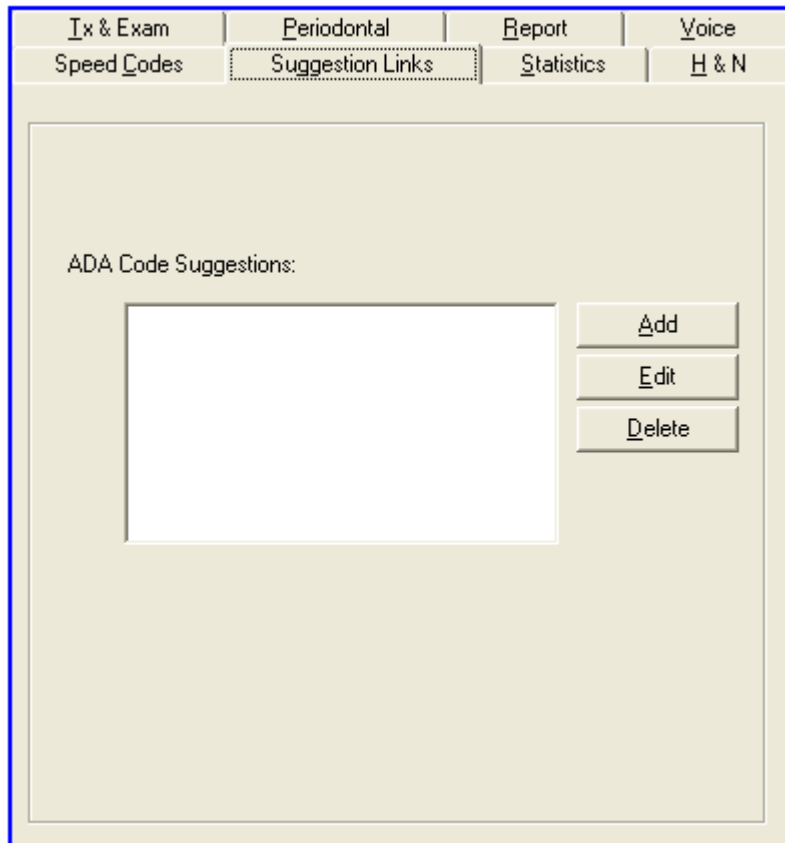 Tx & Exam Periodontal Report Voice
Speed Codes Suggestion Links Statistics H & N
ADA Code Suggestions:
Add
Edit
Delete